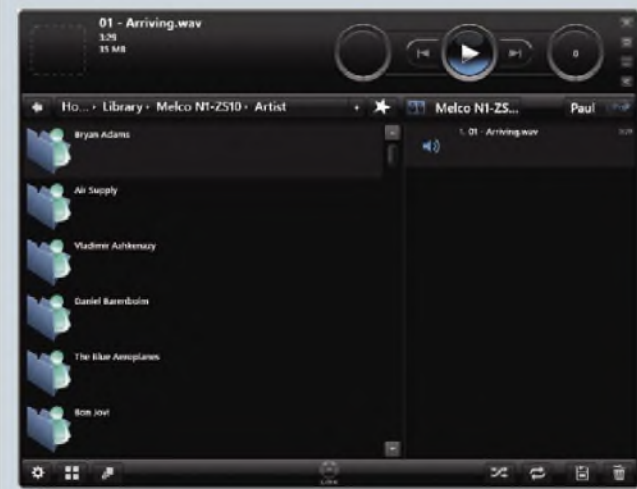 01 - Arriving.wav
3:29
35 MB
0
Ho... · Library · Melco N1-ZS10 · Artist
Melco N1-ZS...
Paul
Bryan Adams
1. 01 - Arriving.wav
3:29
Air Supply
Vladimir Ashkenazy
Daniel Barenboim
The Blue Aeroplanes
Bon Jovi
LINN